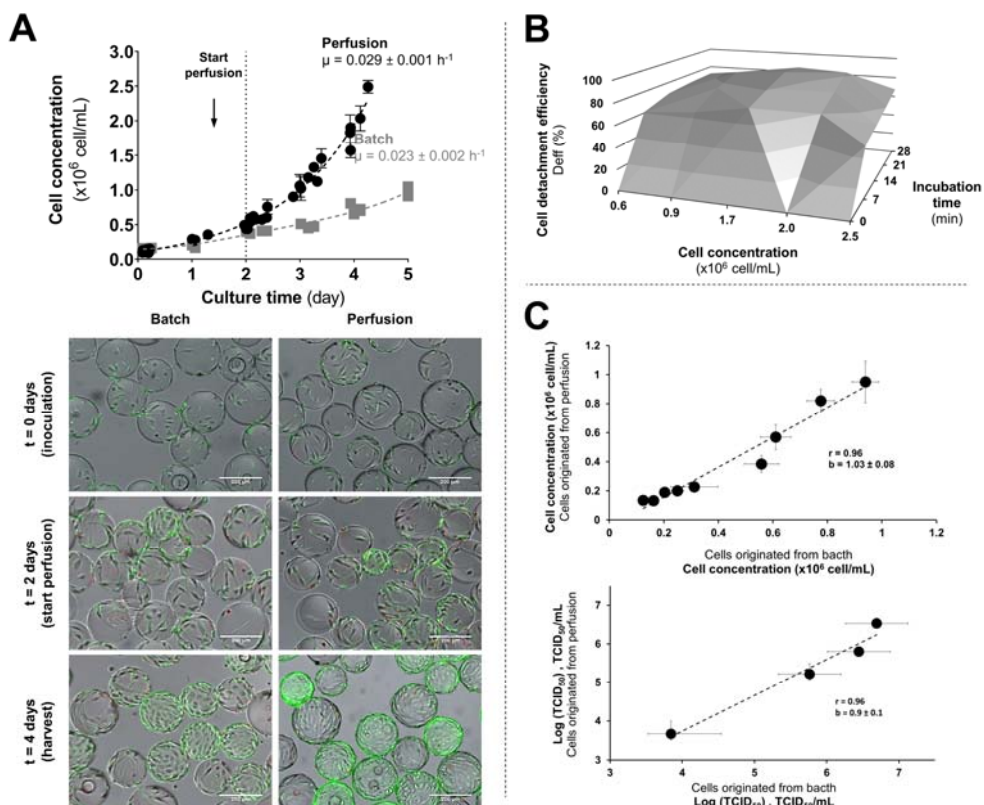 A
Perfusion
μ = 0.029 ± 0.001 h⁻¹
Start
perfusion
Batch
μ = 0.023 ± 0.002 h⁻¹
Cell concentration
(x10⁶ cell/mL)
3.0
2.5
2.0
1.5
1.0
0.5
0.0
0 1 2 3 4 5
Culture time (day)
Batch Perfusion
t = 0 days
(inoculation)
t = 2 days
(start perfusion)
t = 4 days
(harvest)
B
Cell detachment efficiency
Deff (%)
100
80
60
40
20
0
0.6 0.9 1.7 2.0 2.5
Cell concentration
(x10⁶ cell/mL)
28
21
14
7
0
Incubation
time
(min)
C
Cell concentration (x10⁶ cell/mL)
Cells originated from perfusion
1.2
1
0.8
0.6
0.4
0.2
0
r = 0.96
b = 1.03 ± 0.08
0 0.2 0.4 0.6 0.8 1 1.2
Cells originated from bacth
Cell concentration (x10⁶ cell/mL)
Log (TCID₅₀) , TCID₅₀/mL
Cells originated from perfusion
7
6
5
4
3
r = 0.96
b = 0.9 ± 0.1
3 4 5 6 7
Cells originated from bacth
Log (TCID₅₀) , TCID₅₀/mL